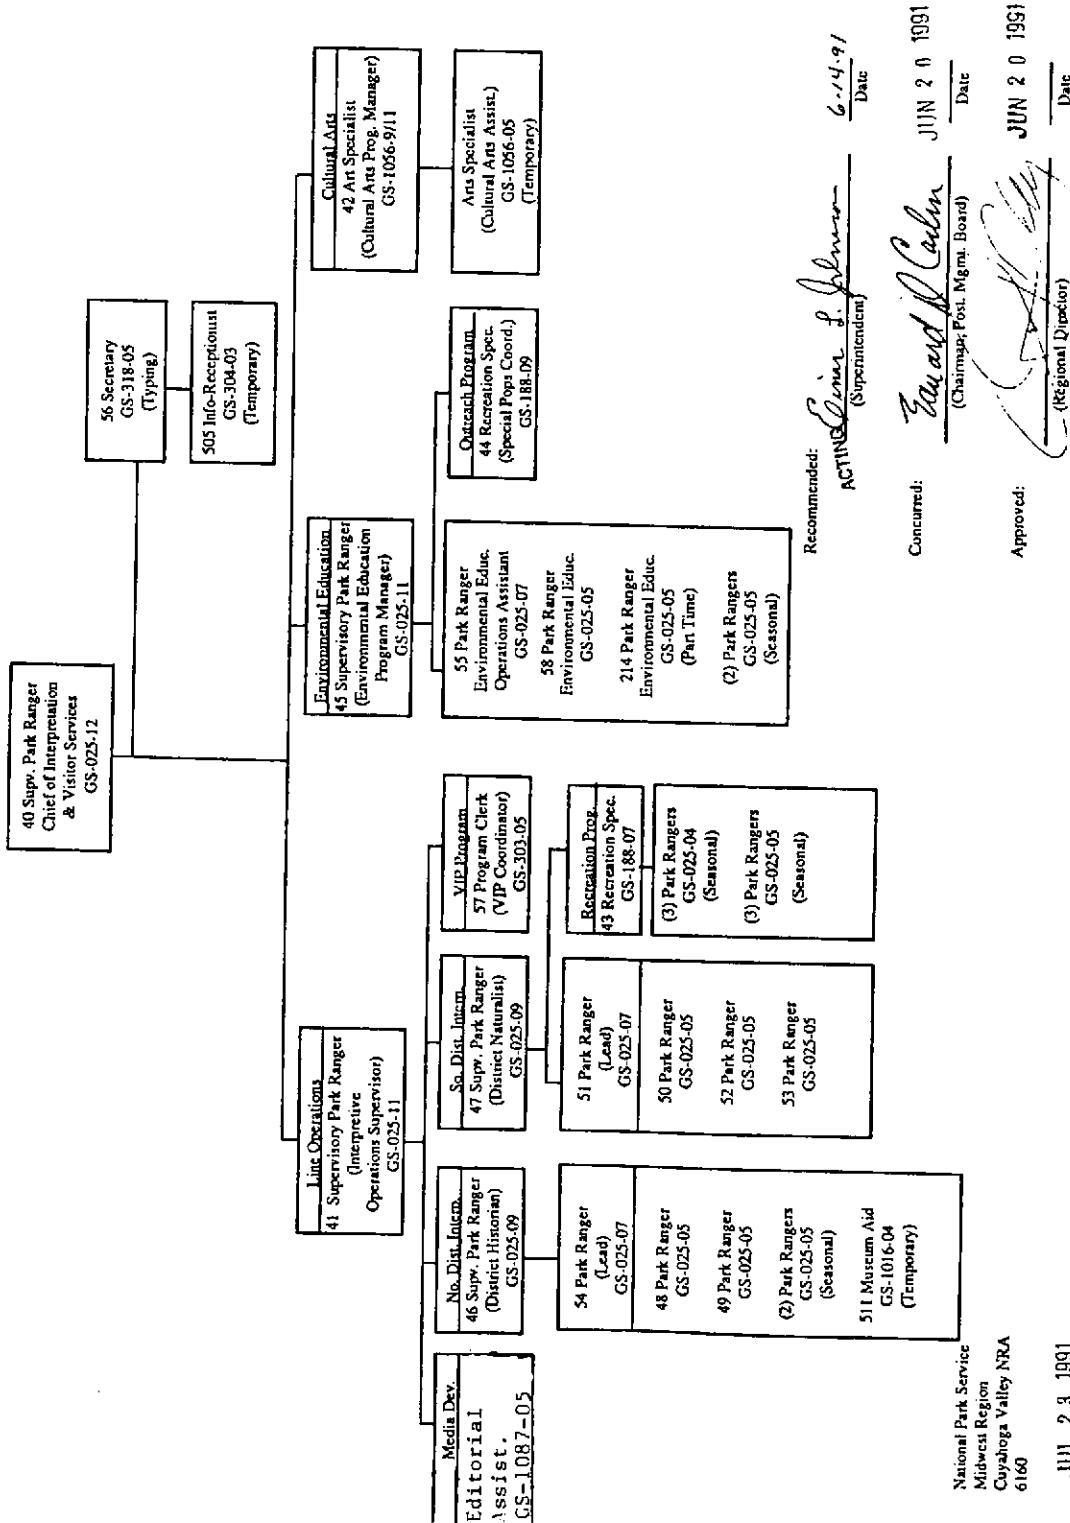 40 Supv. Park Ranger
Chief of Interpretation
& Visitor Services
GS-025-12
56 Secretary
GS-318-05
(Typing)
505 Info-Receptionist
GS-304-03
(Temporary)
Line Operations
41 Supervisory Park Ranger
(Interpretive
Operations Supervisor)
GS-025-11
Environmental Education
45 Supervisory Park Ranger
(Environmental Education
Program Manager)
GS-025-11
Cultural Arts
42 Art Specialist
(Cultural Arts Prog. Manager)
GS-1056-9/11
Media Dev.
Editorial
Assist.
GS-1087-05
No. Dist. Interp.
46 Supv. Park Ranger
(District Historian)
GS-025-09
So. Dist. Interp.
47 Supv. Park Ranger
(District Naturalist)
GS-025-09
VIP Program
57 Program Clerk
(VIP Coordinator)
GS-303-05
Outreach Program
44 Recreation Spec.
(Special Pops Coord.)
GS-188-09
Arts Specialist
(Cultural Arts Assist.)
GS-1056-05
(Temporary)
54 Park Ranger
(Lead)
GS-025-07
48 Park Ranger
GS-025-05
49 Park Ranger
GS-025-05
(2) Park Rangers
GS-025-05
(Seasonal)
511 Museum Aid
GS-1016-04
(Temporary)
51 Park Ranger
(Lead)
GS-025-07
50 Park Ranger
GS-025-05
52 Park Ranger
GS-025-05
53 Park Ranger
GS-025-05
Recreation Prog.
43 Recreation Spec.
GS-188-07
(3) Park Rangers
GS-025-04
(Seasonal)
(3) Park Rangers
GS-025-05
(Seasonal)
55 Park Ranger
Environmental Educ.
Operations Assistant
GS-025-07
58 Park Ranger
Environmental Educ.
GS-025-05
214 Park Ranger
Environmental Educ.
GS-025-05
(Part Time)
(2) Park Rangers
GS-025-05
(Seasonal)
National Park Service
Midwest Region
Cuyahoga Valley NRA
6160
2 3 1991
Recommended:
ACTING 6-14-91
(Superintendent) Date
Concurred:
JUN 2 0 1991
(Chairman, Post. Mgmt. Board) Date
Approved:
JUN 2 0 1991
(Regional Director) Date